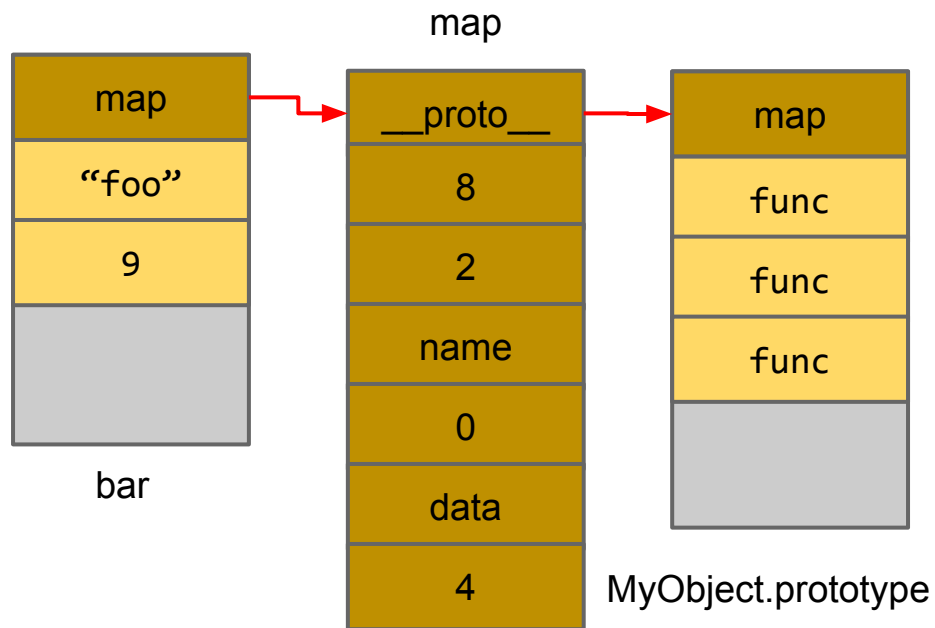 map
map
“foo”
9
bar
__proto__
8
2
name
0
data
4
map
func
func
func
MyObject.prototype